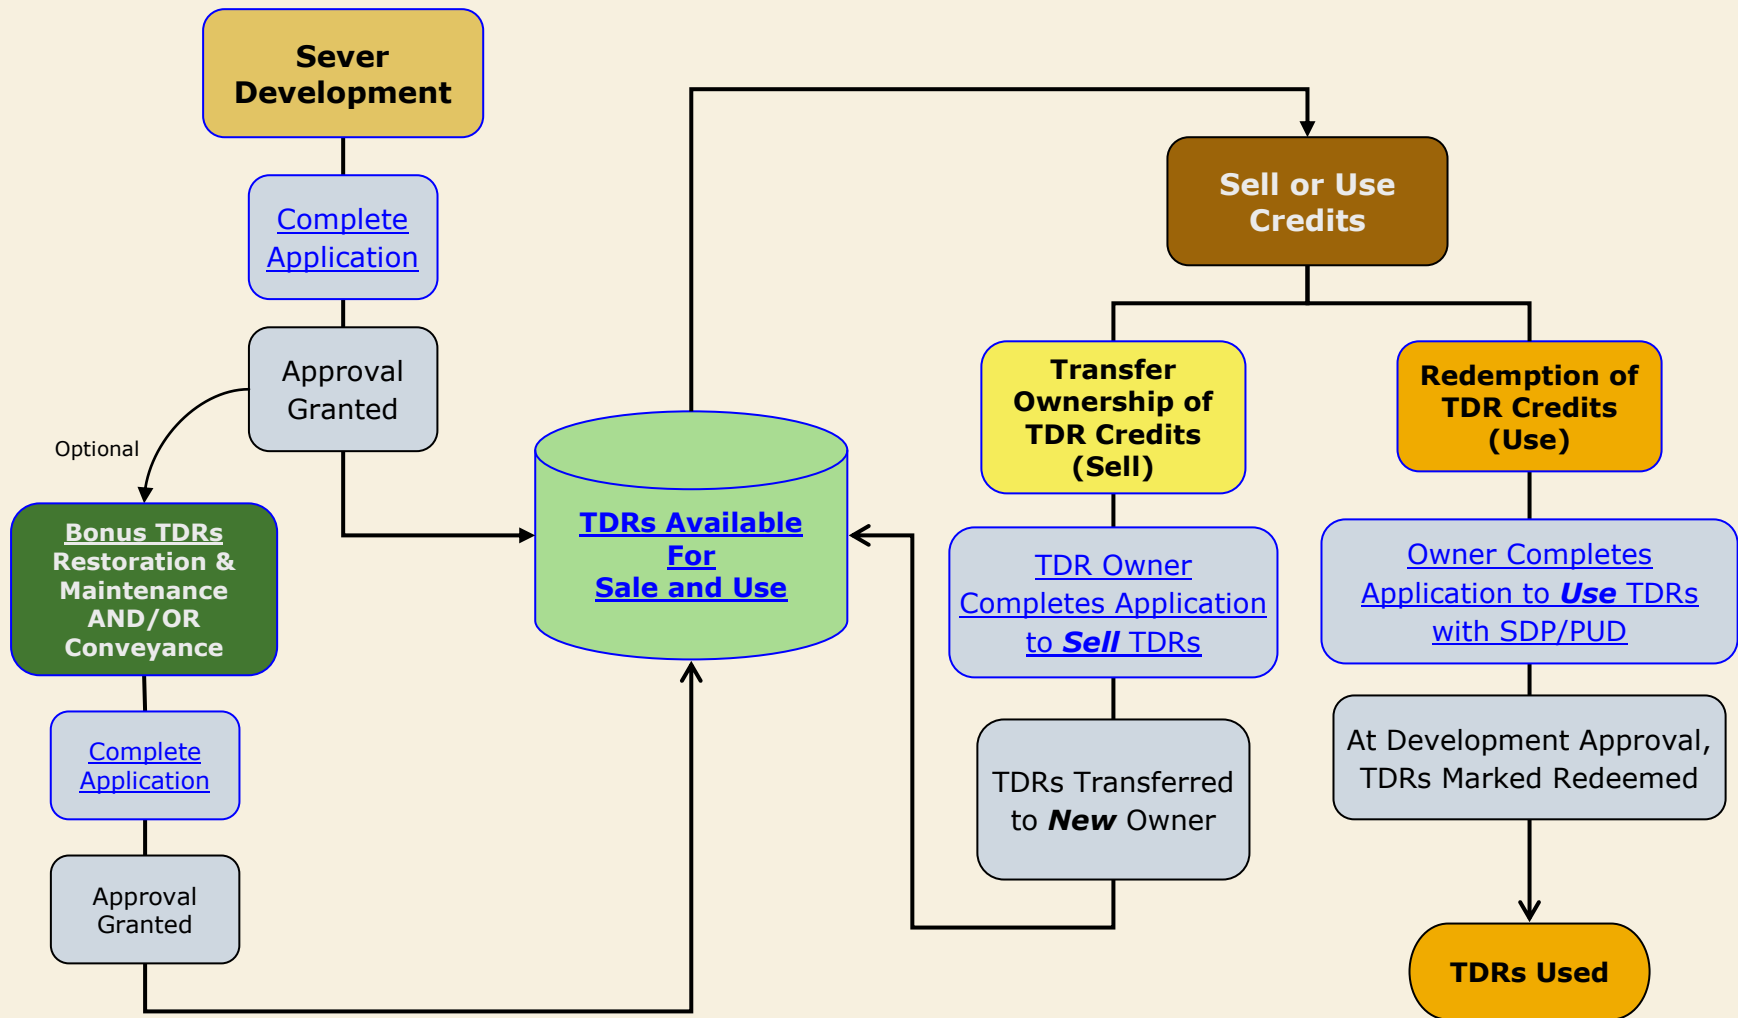 Sever
Development
Complete
Application
Approval
Granted
Optional
Bonus TDRs
Restoration &
Maintenance
AND/OR
Conveyance
Complete
Application
Approval
Granted
TDRs Available
For
Sale and Use
Sell or Use
Credits
Transfer
Ownership of
TDR Credits
(Sell)
TDR Owner
Completes Application
to Sell TDRs
TDRs Transferred
to New Owner
Redemption of
TDR Credits
(Use)
Owner Completes
Application to Use TDRs
with SDP/PUD
At Development Approval,
TDRs Marked Redeemed
TDRs Used